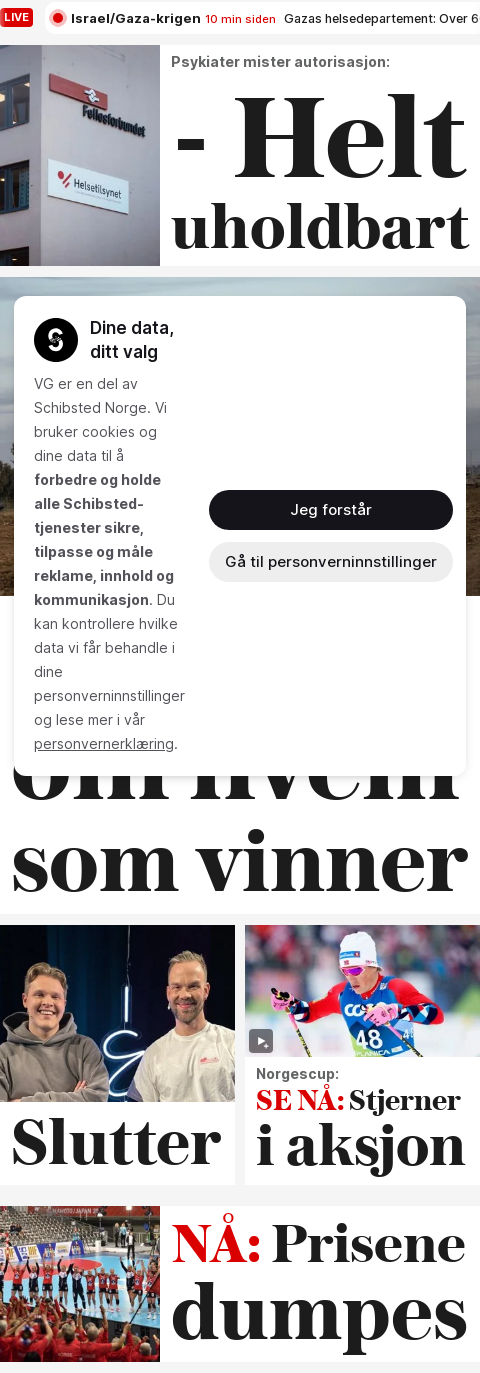 LIVE
Israel/Gaza-krigen 10 min siden Gazas helsedepartement: Over
Psykiater mister autorisasjon:
- Helt
uholdbart
Fellesforbundet
Helsetilsynet
Dine data,
ditt valg
VG er en del av
Schibsted Norge. Vi
bruker cookies og
dine data til å
forbedre og holde
alle Schibsted-
tjenester sikre,
tilpasse og måle
reklame, innhold og
kommunikasjon. Du
kan kontrollere hvilke
data vi får behandle i
dine
personverninnstillinger
og lese mer i vår
personvernerklæring.
Jeg forstår
Gå til personverninnstillinger
om hvem
som vinner
48
PLANICA
Slutter
Norgescup:
SE NÅ: Stjerner
i aksjon
NÅ: Prisene
dumpes